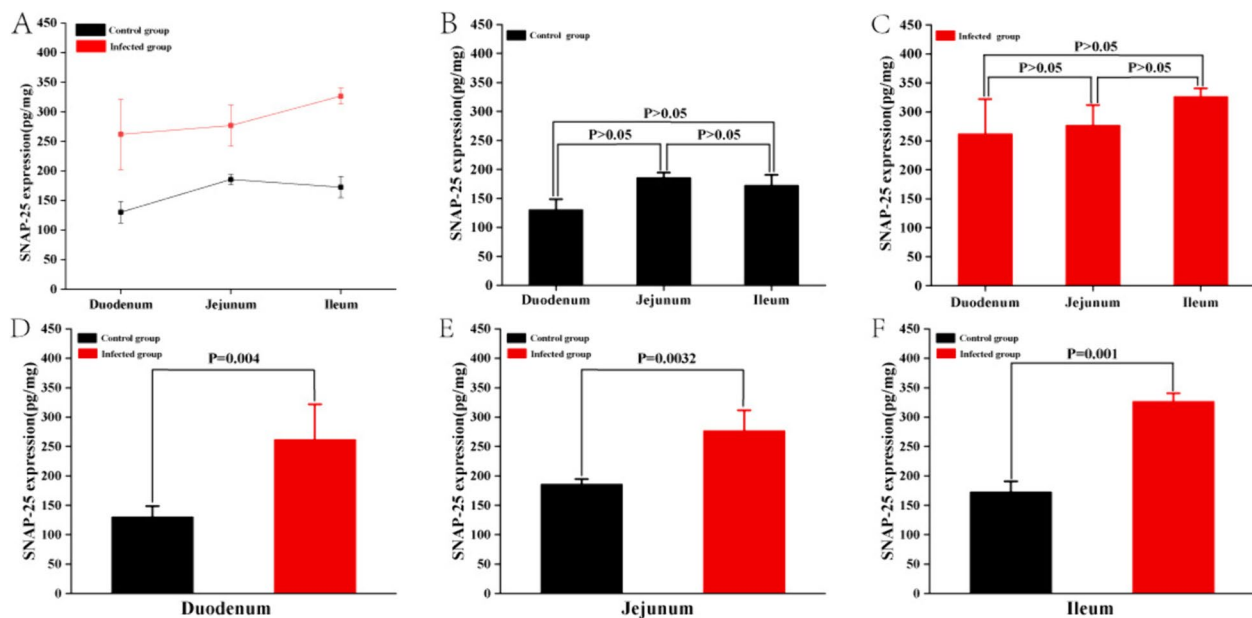 A
Control group
Infected group
SNAP-25 expression(pg/mg)
450
400
350
300
250
200
150
100
50
0
Duodenum Jejunum Ileum
B
Control group
SNAP-25 expression(pg/mg)
450
400
350
300
250
200
150
100
50
0
P>0.05
P>0.05 P>0.05
Duodenum Jejunum Ileum
C
Infected group
SNAP-25 expression(pg/mg)
450
400
350
300
250
200
150
100
50
0
P>0.05
P>0.05 P>0.05
Duodenum Jejunum Ileum
D
Control group
Infected group
SNAP-25 expression(pg/mg)
450
400
350
300
250
200
150
100
50
0
P=0.004
Duodenum
E
Control group
Infected group
SNAP-25 expression(pg/mg)
450
400
350
300
250
200
150
100
50
0
P=0.0032
Jejunum
F
Control group
Infected group
SNAP-25 expression(pg/mg)
450
400
350
300
250
200
150
100
50
0
P=0.001
Ileum